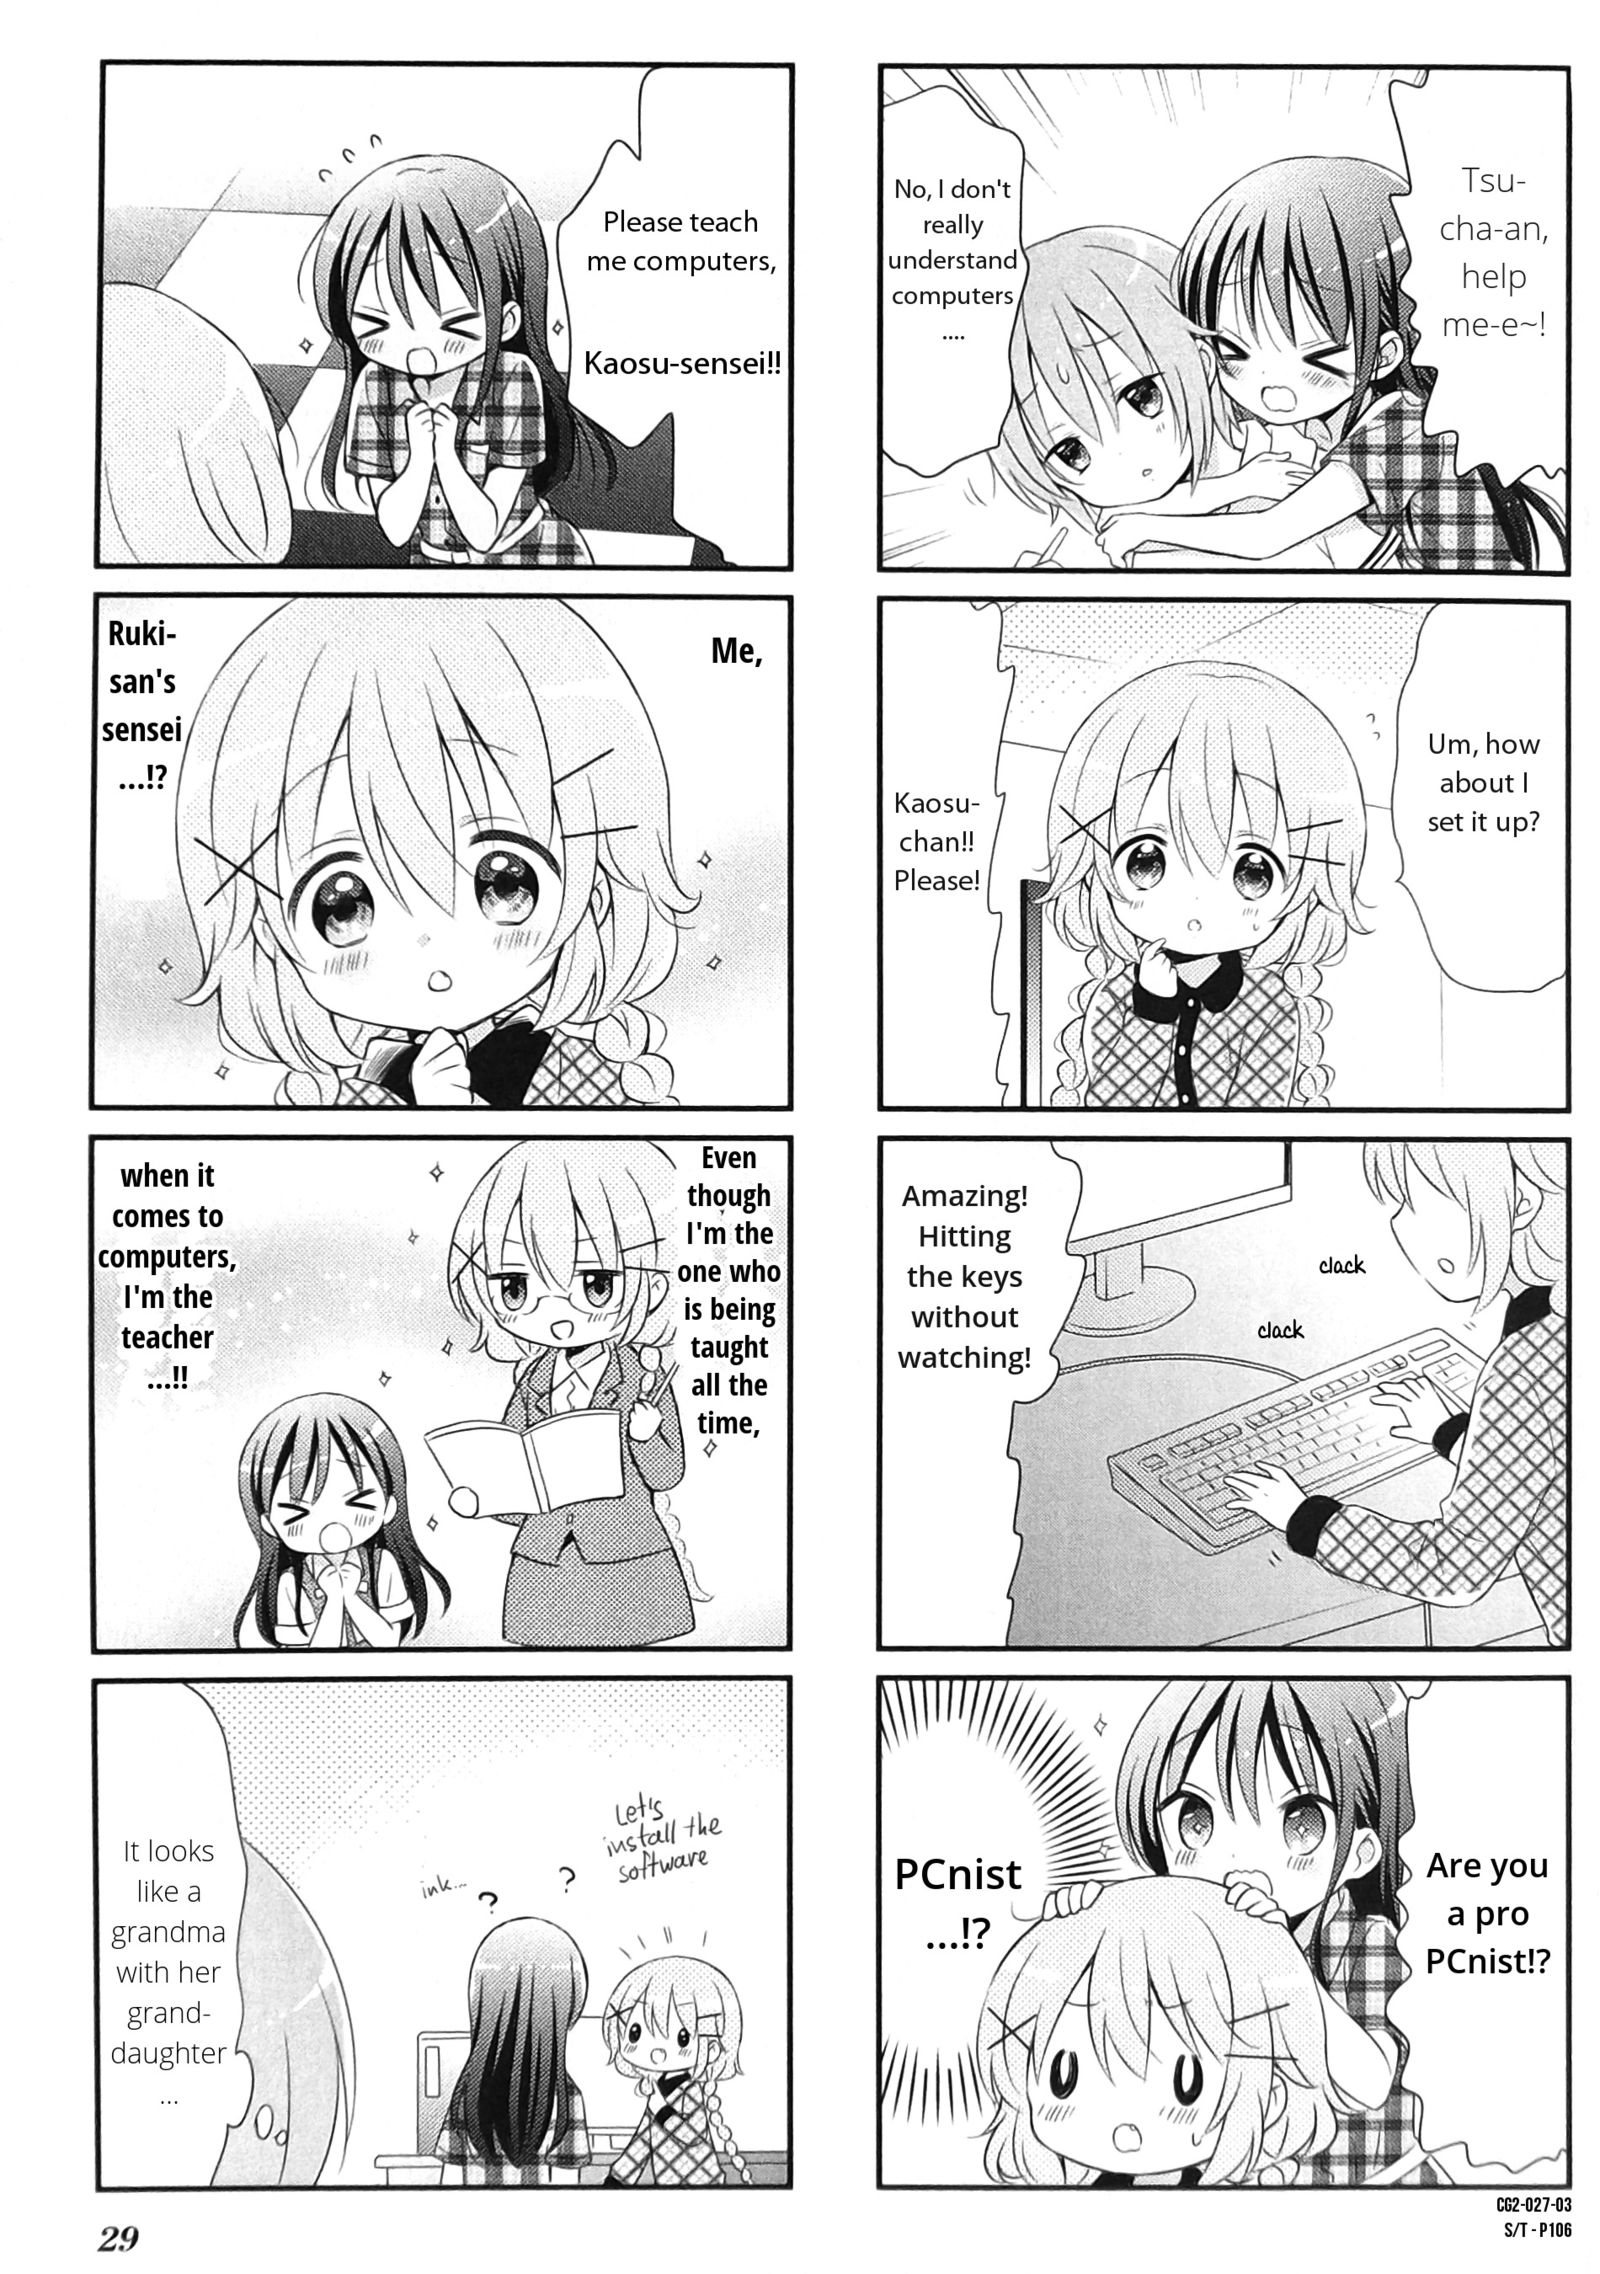 Tsu-
cha-an,
help
me-e~!
No, I don't
really
understand
computers
....
Um, how
about I
set it up?
Kaosu-
chan!!
Please!
clack
clack
Amazing!
Hitting
the keys
without
watching!
Are you
a pro
PCnist!?
PCnist
...!?
Please teach
me computers,
Kaosu-sensei!!
Me,
Ruki-
san's
sensei
...!?
Even
though
I'm the
one who
is being
taught
all the
time,
when it
comes to
computers,
I'm the
teacher
...!!
Let's
install the
software
?
ink...
?
It looks
like a
grandma
with her
grand-
daughter
...
29
CG2-027-03
S/T - P106